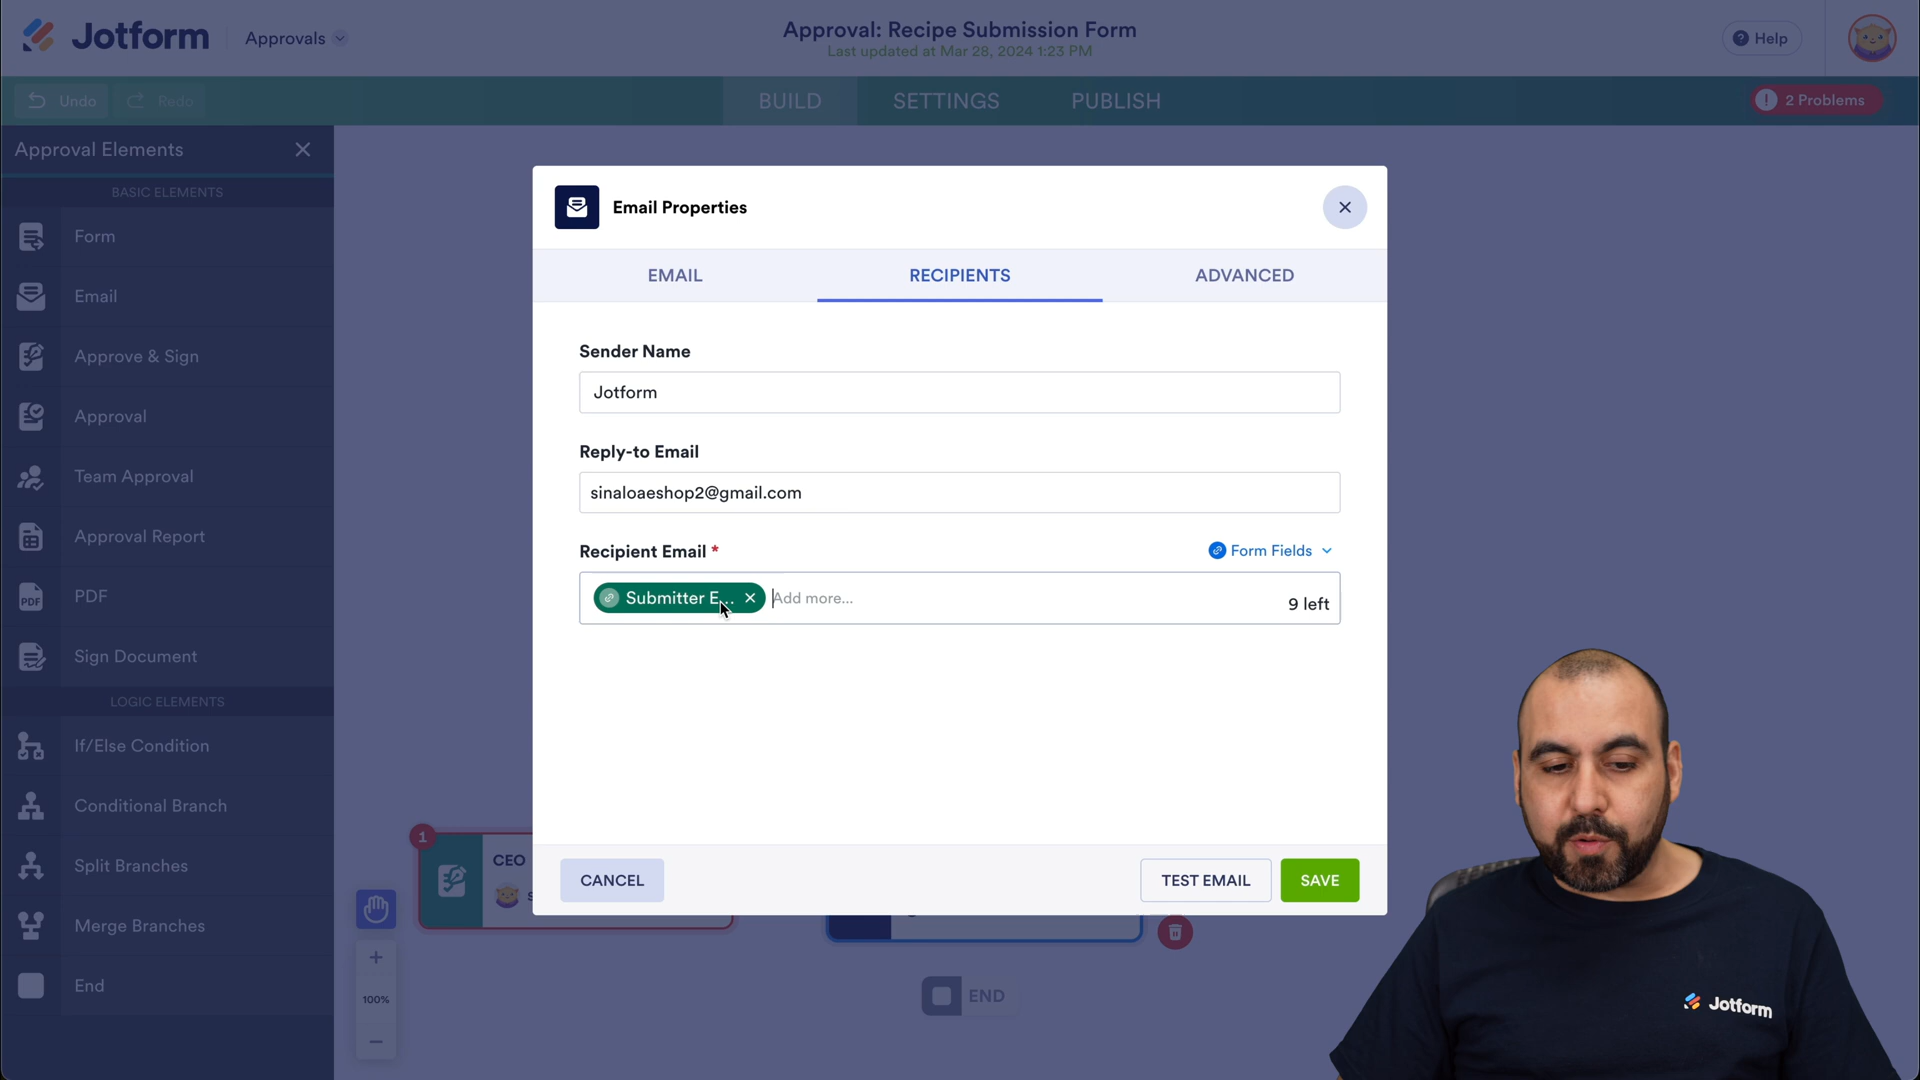 Jotform
Approvals
Approval: Recipe Submission Form
Last updated at Mar 28, 2024 1:23 PM
Help
Undo
Redo
BUILD
SETTINGS
PUBLISH
2 Problems
Approval Elements
BASIC ELEMENTS
Form
Email
Approve & Sign
Approval
Team Approval
Approval Report
PDF
PDF
Sign Document
LOGIC ELEMENTS
If/Else Condition
Conditional Branch
Split Branches
Merge Branches
End
Email Properties
EMAIL
RECIPIENTS
ADVANCED
Sender Name
Jotform
Reply-to Email
sinaloaeshop2@gmail.com
Recipient Email *
Form Fields
Submitter E...
Add more...
9 left
CANCEL
TEST EMAIL
SAVE
1
CEO
100%
END
Jotform